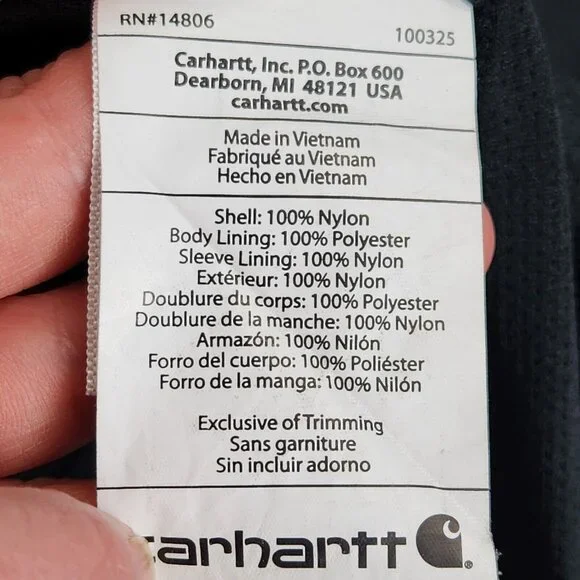 RN#14806
100325
Carhartt, Inc. P.O. Box 600
Dearborn, MI 48121 USA
carhartt.com
Made in Vietnam
Fabriqué au Vietnam
Hecho en Vietnam
Shell: 100% Nylon
Body Lining: 100% Polyester
Sleeve Lining: 100% Nylon
Extérieur: 100% Nylon
Doublure du corps: 100% Polyester
Doublure de la manche: 100% Nylon
Armazón: 100% Nilón
Forro del cuerpo: 100% Poliéster
Forro de la manga: 100% Nilón
Exclusive of Trimming
Sans garniture
Sin incluir adorno
carhartt